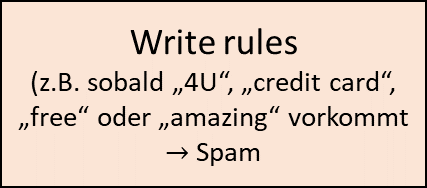 Write rules
(z.B. sobald „4U“, „credit card“,
„free“ oder „amazing“ vorkommt
→ Spam